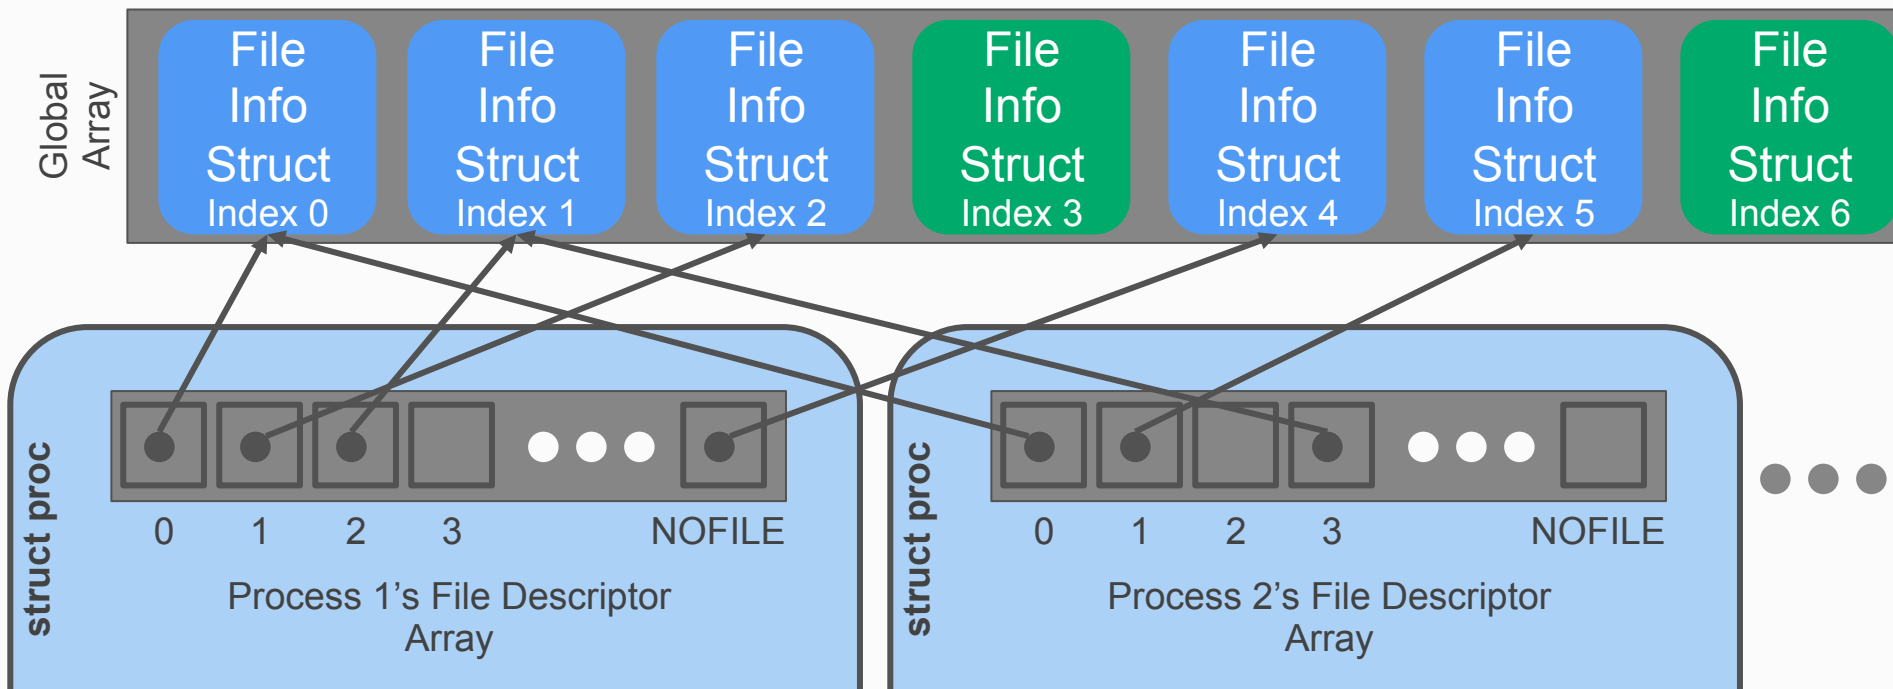 Global
Array
File
Info
Struct
Index 0
File
Info
Struct
Index 1
File
Info
Struct
Index 2
File
Info
Struct
Index 3
File
Info
Struct
Index 4
File
Info
Struct
Index 5
File
Info
Struct
Index 6
struct proc
0 1 2 3 NOFILE
Process 1’s File Descriptor
Array
struct proc
0 1 2 3 NOFILE
Process 2’s File Descriptor
Array